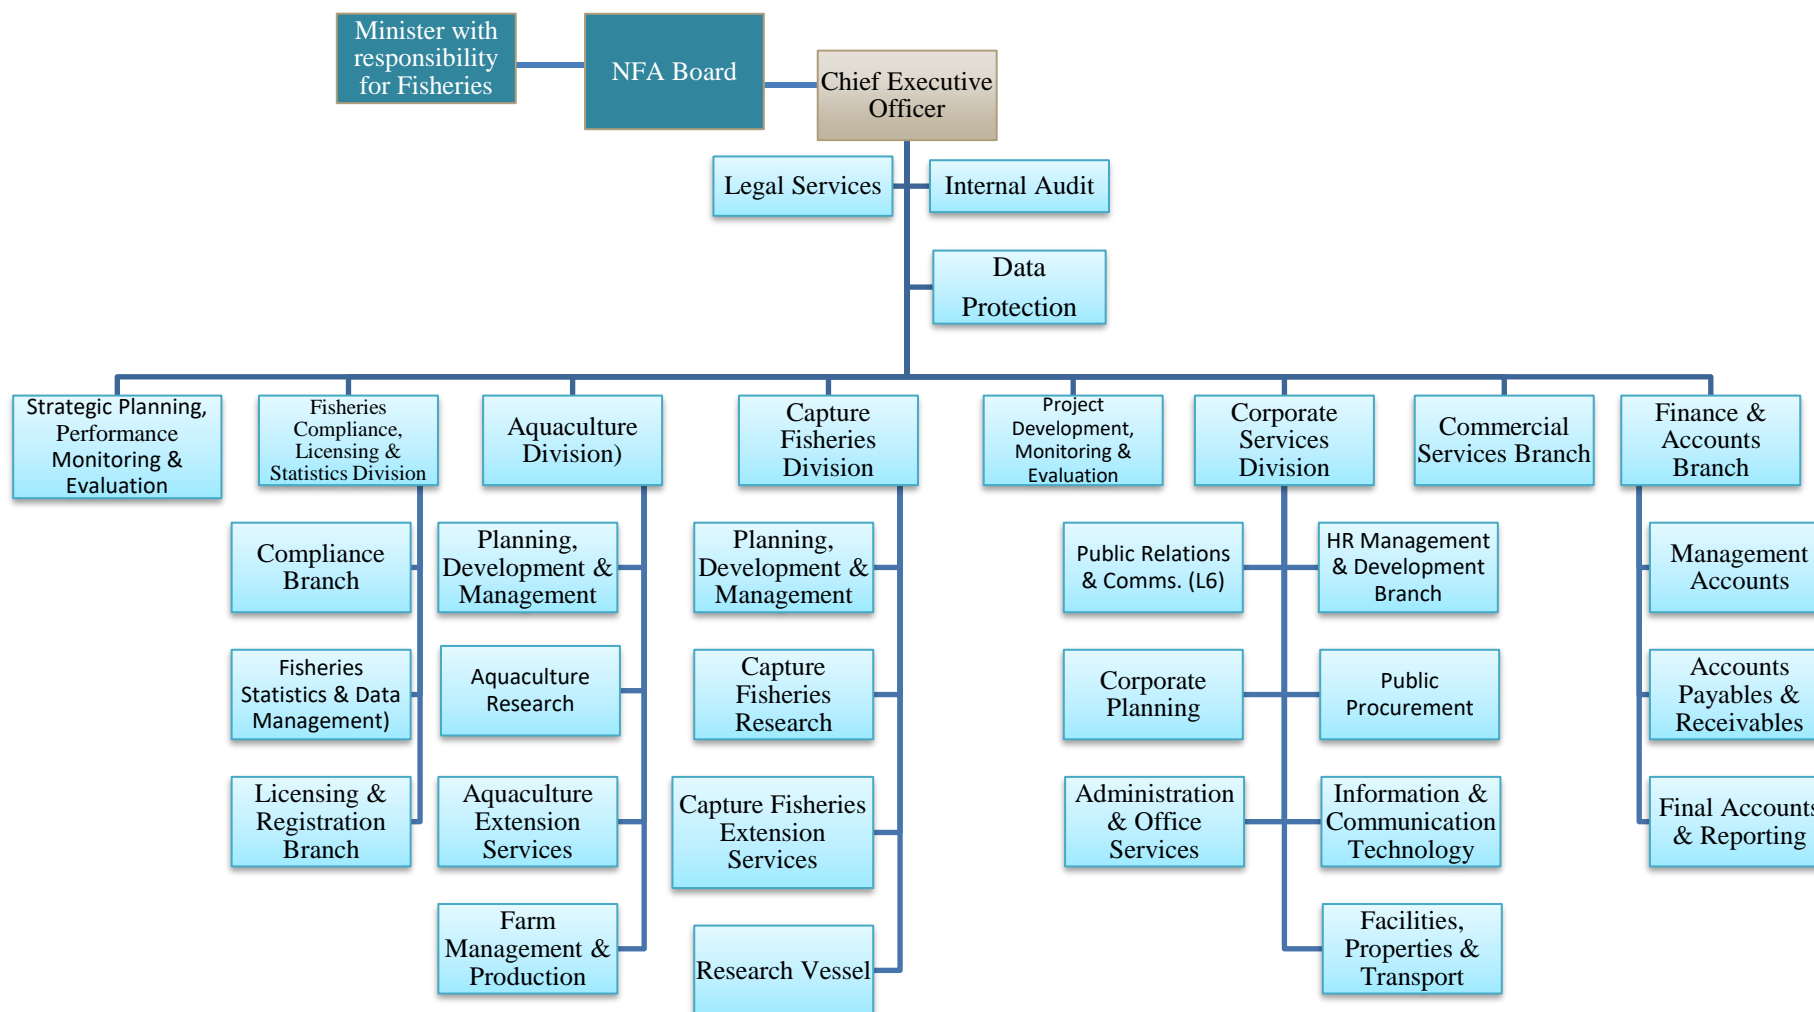 Minister with
responsibility
for Fisheries
NFA Board
Chief Executive
Officer
Legal Services
Internal Audit
Data
Protection
Strategic Planning,
Performance
Monitoring &
Evaluation
Fisheries
Compliance,
Licensing &
Statistics Division
Aquaculture
Division)
Capture
Fisheries
Division
Project
Development,
Monitoring &
Evaluation
Corporate
Services
Division
Commercial
Services Branch
Finance &
Accounts
Branch
Compliance
Branch
Planning,
Development &
Management
Planning,
Development &
Management
Public Relations
& Comms. (L6)
HR Management
& Development
Branch
Management
Accounts
Fisheries
Statistics & Data
Management)
Aquaculture
Research
Capture
Fisheries
Research
Corporate
Planning
Public
Procurement
Accounts
Payables &
Receivables
Licensing &
Registration
Branch
Aquaculture
Extension
Services
Capture Fisheries
Extension
Services
Administration
& Office
Services
Information &
Communication
Technology
Final Accounts
& Reporting
Farm
Management &
Production
Research Vessel
Facilities,
Properties &
Transport